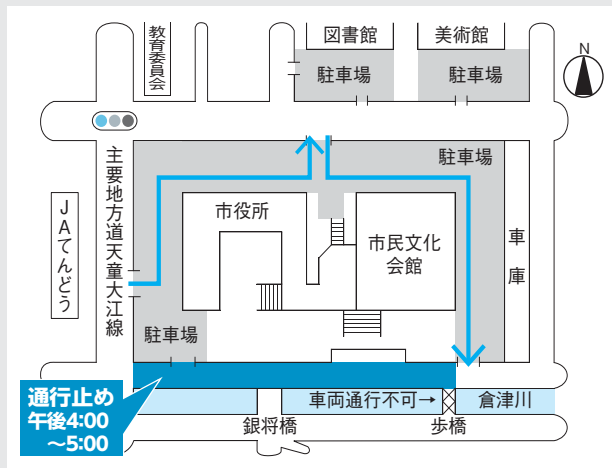 教育委員会
図書館
美術館
N
駐車場
駐車場
駐車場
主要地方道天童大江線
JAてんどう
市役所
市民文化
会館
車庫
駐車場
通行止め
午後4:00
～5:00
車両通行不可→
倉津川
銀将橋
歩橋